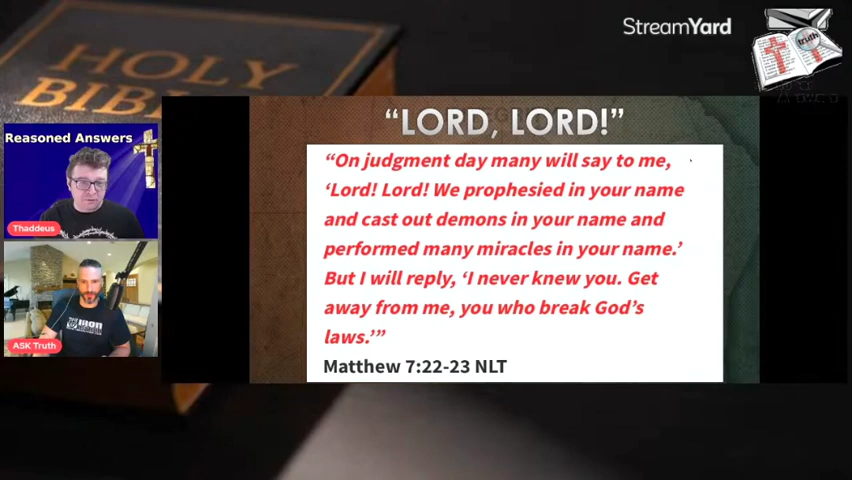 StreamYard
truth
HOLY
BIB
Reasoned Answers
Thaddeus
ASK Truth
“LORD, LORD!”
“On judgment day many will say to me,
‘Lord! Lord! We prophesied in your name
and cast out demons in your name and
performed many miracles in your name.’
But I will reply, ‘I never knew you. Get
away from me, you who break God’s
laws.’”
Matthew 7:22-23 NLT